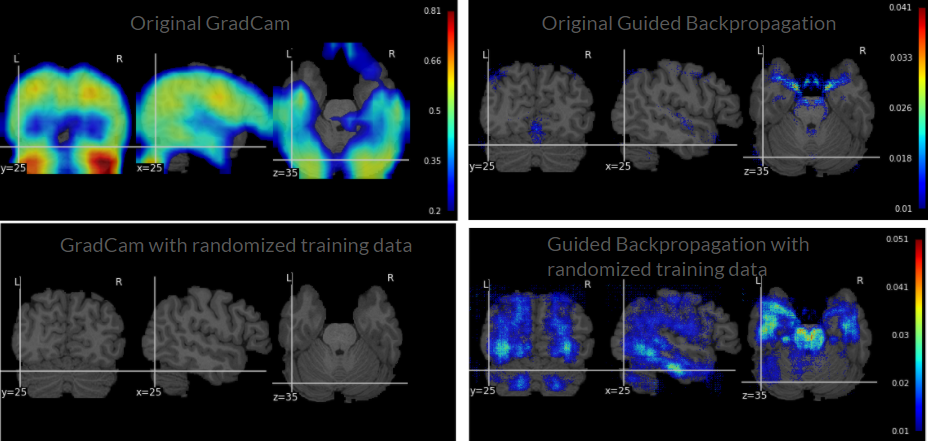 Original GradCam
L
R
y=25
x=25
z=35
0.81
0.66
0.5
0.35
0.2
Original Guided Backpropagation
L
R
y=25
x=25
z=35
0.041
0.033
0.026
0.018
0.01
GradCam with randomized training data
L
R
y=25
x=25
z=35
Guided Backpropagation with
randomized training data
L
R
y=25
x=25
z=35
0.051
0.041
0.03
0.02
0.01